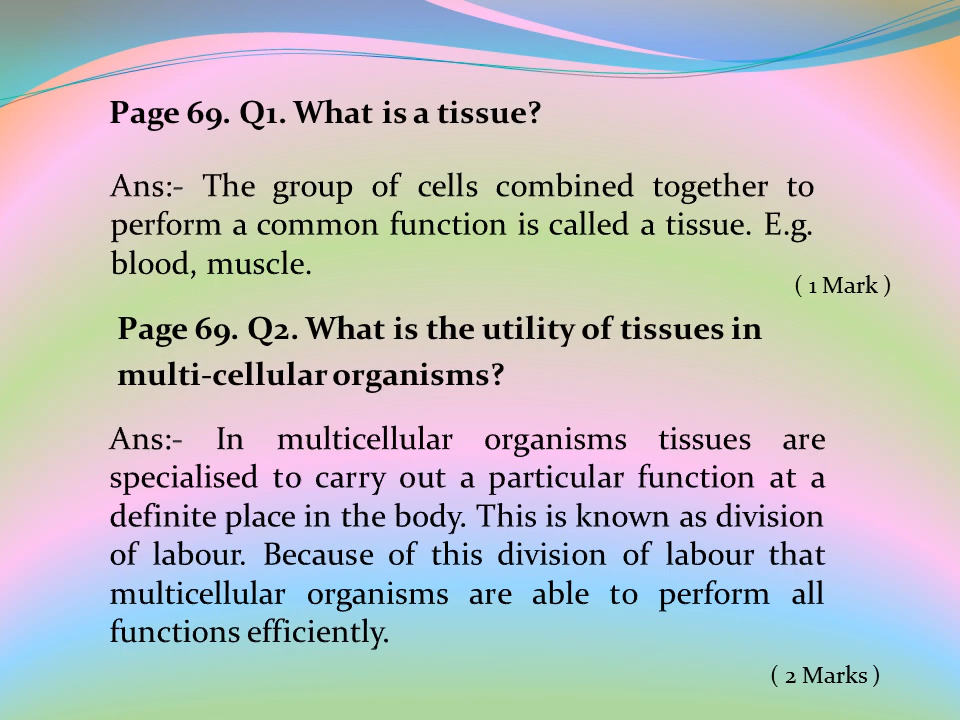 Page 69. Q1. What is a tissue?
Ans:- The group of cells combined together to
perform a common function is called a tissue. E.g.
blood, muscle.
( 1 Mark )
Page 69. Q2. What is the utility of tissues in
multi-cellular organisms?
Ans:- In multicellular organisms tissues are
specialised to carry out a particular function at a
definite place in the body. This is known as division
of labour. Because of this division of labour that
multicellular organisms are able to perform all
functions efficiently.
( 2 Marks )